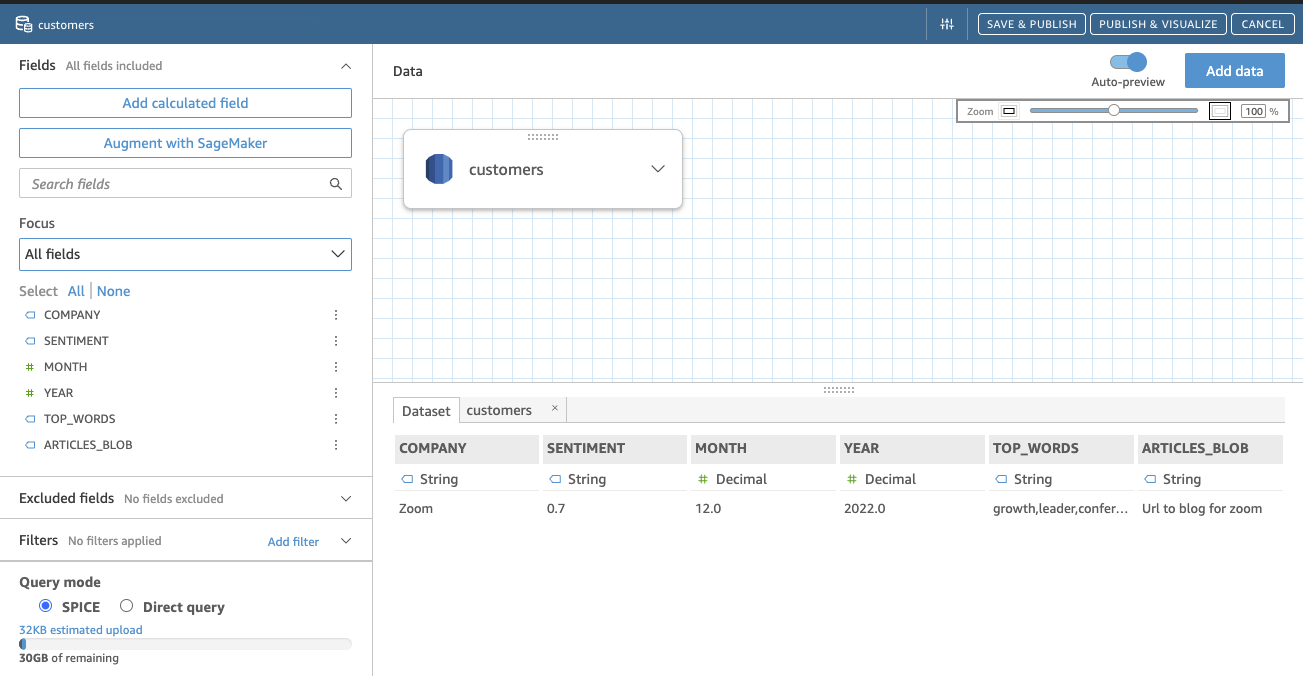 customers
SAVE & PUBLISH
PUBLISH & VISUALIZE
CANCEL
Fields All fields included
Add calculated field
Augment with SageMaker
Search fields
Focus
All fields
Select All None
COMPANY
SENTIMENT
MONTH
YEAR
TOP_WORDS
ARTICLES_BLOB
Excluded fields No fields excluded
Filters No filters applied Add filter
Query mode
SPICE Direct query
32KB estimated upload
30GB of remaining
Data
Auto-preview
Add data
Zoom 100 %
customers
Dataset customers ×
COMPANY SENTIMENT MONTH YEAR TOP_WORDS ARTICLES_BLOB
String String # Decimal # Decimal String String
Zoom 0.7 12.0 2022.0 growth,leader,confer... Url to blog for zoom